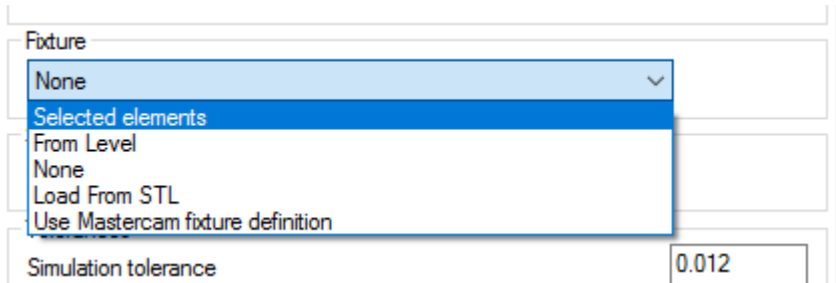 Fixture
None
Selected elements
From Level
None
Load From STL
Use Mastercam fixture definition
Simulation tolerance
0.012